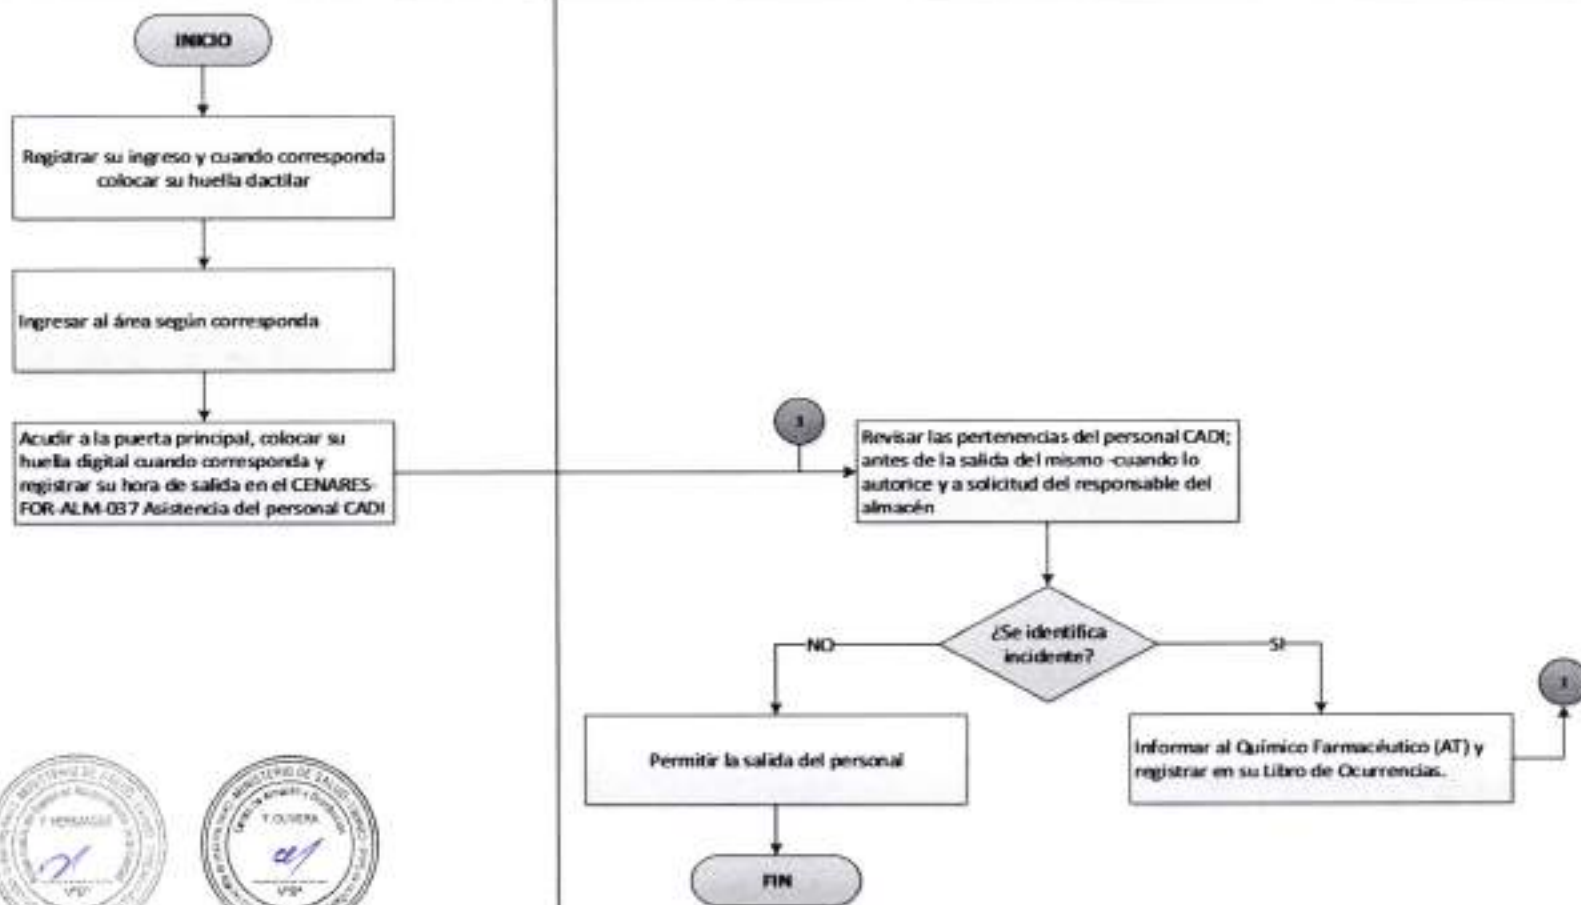 INICIO
Registrar su ingreso y cuando corresponda
colocar su huella dactilar
Ingresar al área según corresponda
Acudir a la puerta principal, colocar su
huella digital cuando corresponda y
registrar su hora de salida en el CENARES-
FOR-ALM-037 Asistencia del personal CADI
Revisar las pertenencias del personal CADI;
antes de la salida del mismo -cuando lo
autorice y a solicitud del responsable del
almacén
¿Se identifica
incidente?
NO
SI
Permitir la salida del personal
Informar al Químico Farmacéutico (AT) y
registrar en su Libro de Ocurrencias.
FIN
MINISTERIO DE SALUD
Y. OLIVERA
V°B°